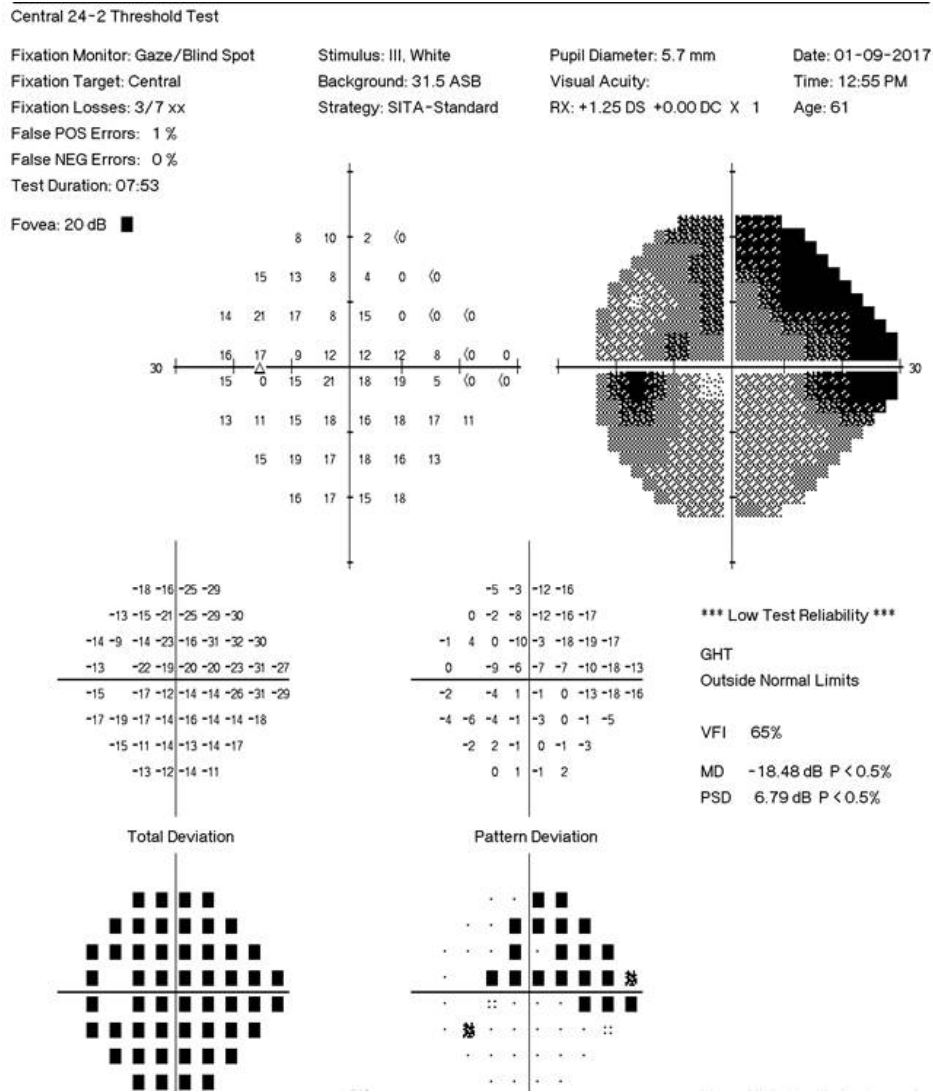 Central 24-2 Threshold Test
Fixation Monitor: Gaze/Blind Spot Stimulus: III, White Pupil Diameter: 5.7 mm Date: 01-09-2017
Fixation Target: Central Background: 31.5 ASB Visual Acuity: Time: 12:55 PM
Fixation Losses: 3/7 xx Strategy: SITA-Standard RX: +1.25 DS +0.00 DC X 1 Age: 61
False POS Errors: 1 %
False NEG Errors: 0 %
Test Duration: 07:53
Fovea: 20 dB
8 10 2 <0
15 13 8 4 0 <0
14 21 17 8 15 0 <0 <0
16 17 9 12 12 12 8 <0 0
30 30
15 0 15 21 18 19 5 <0 <0
13 11 15 18 16 18 17 11
15 19 17 18 16 13
16 17 15 18
-18 -16 -25 -29 -5 -3 -12 -16
-13 -15 -21 -25 -29 -30 0 -2 -8 -12 -16 -17
-14 -9 -14 -23 -16 -31 -32 -30 -1 4 0 -10 -3 -18 -19 -17
-13 -22 -19 -20 -20 -23 -31 -27 0 -9 -6 -7 -7 -10 -18 -13
-15 -17 -12 -14 -14 -26 -31 -29 -2 -4 1 -1 0 -13 -18 -16
-17 -19 -17 -14 -16 -14 -14 -18 -4 -6 -4 -1 -3 0 -1 -5
-15 -11 -14 -13 -14 -17 -2 2 -1 0 -1 -3
-13 -12 -14 -11 0 1 -1 2
*** Low Test Reliability ***
GHT
Outside Normal Limits
VFI 65%
MD -18.48 dB P < 0.5%
PSD 6.79 dB P < 0.5%
Total Deviation Pattern Deviation